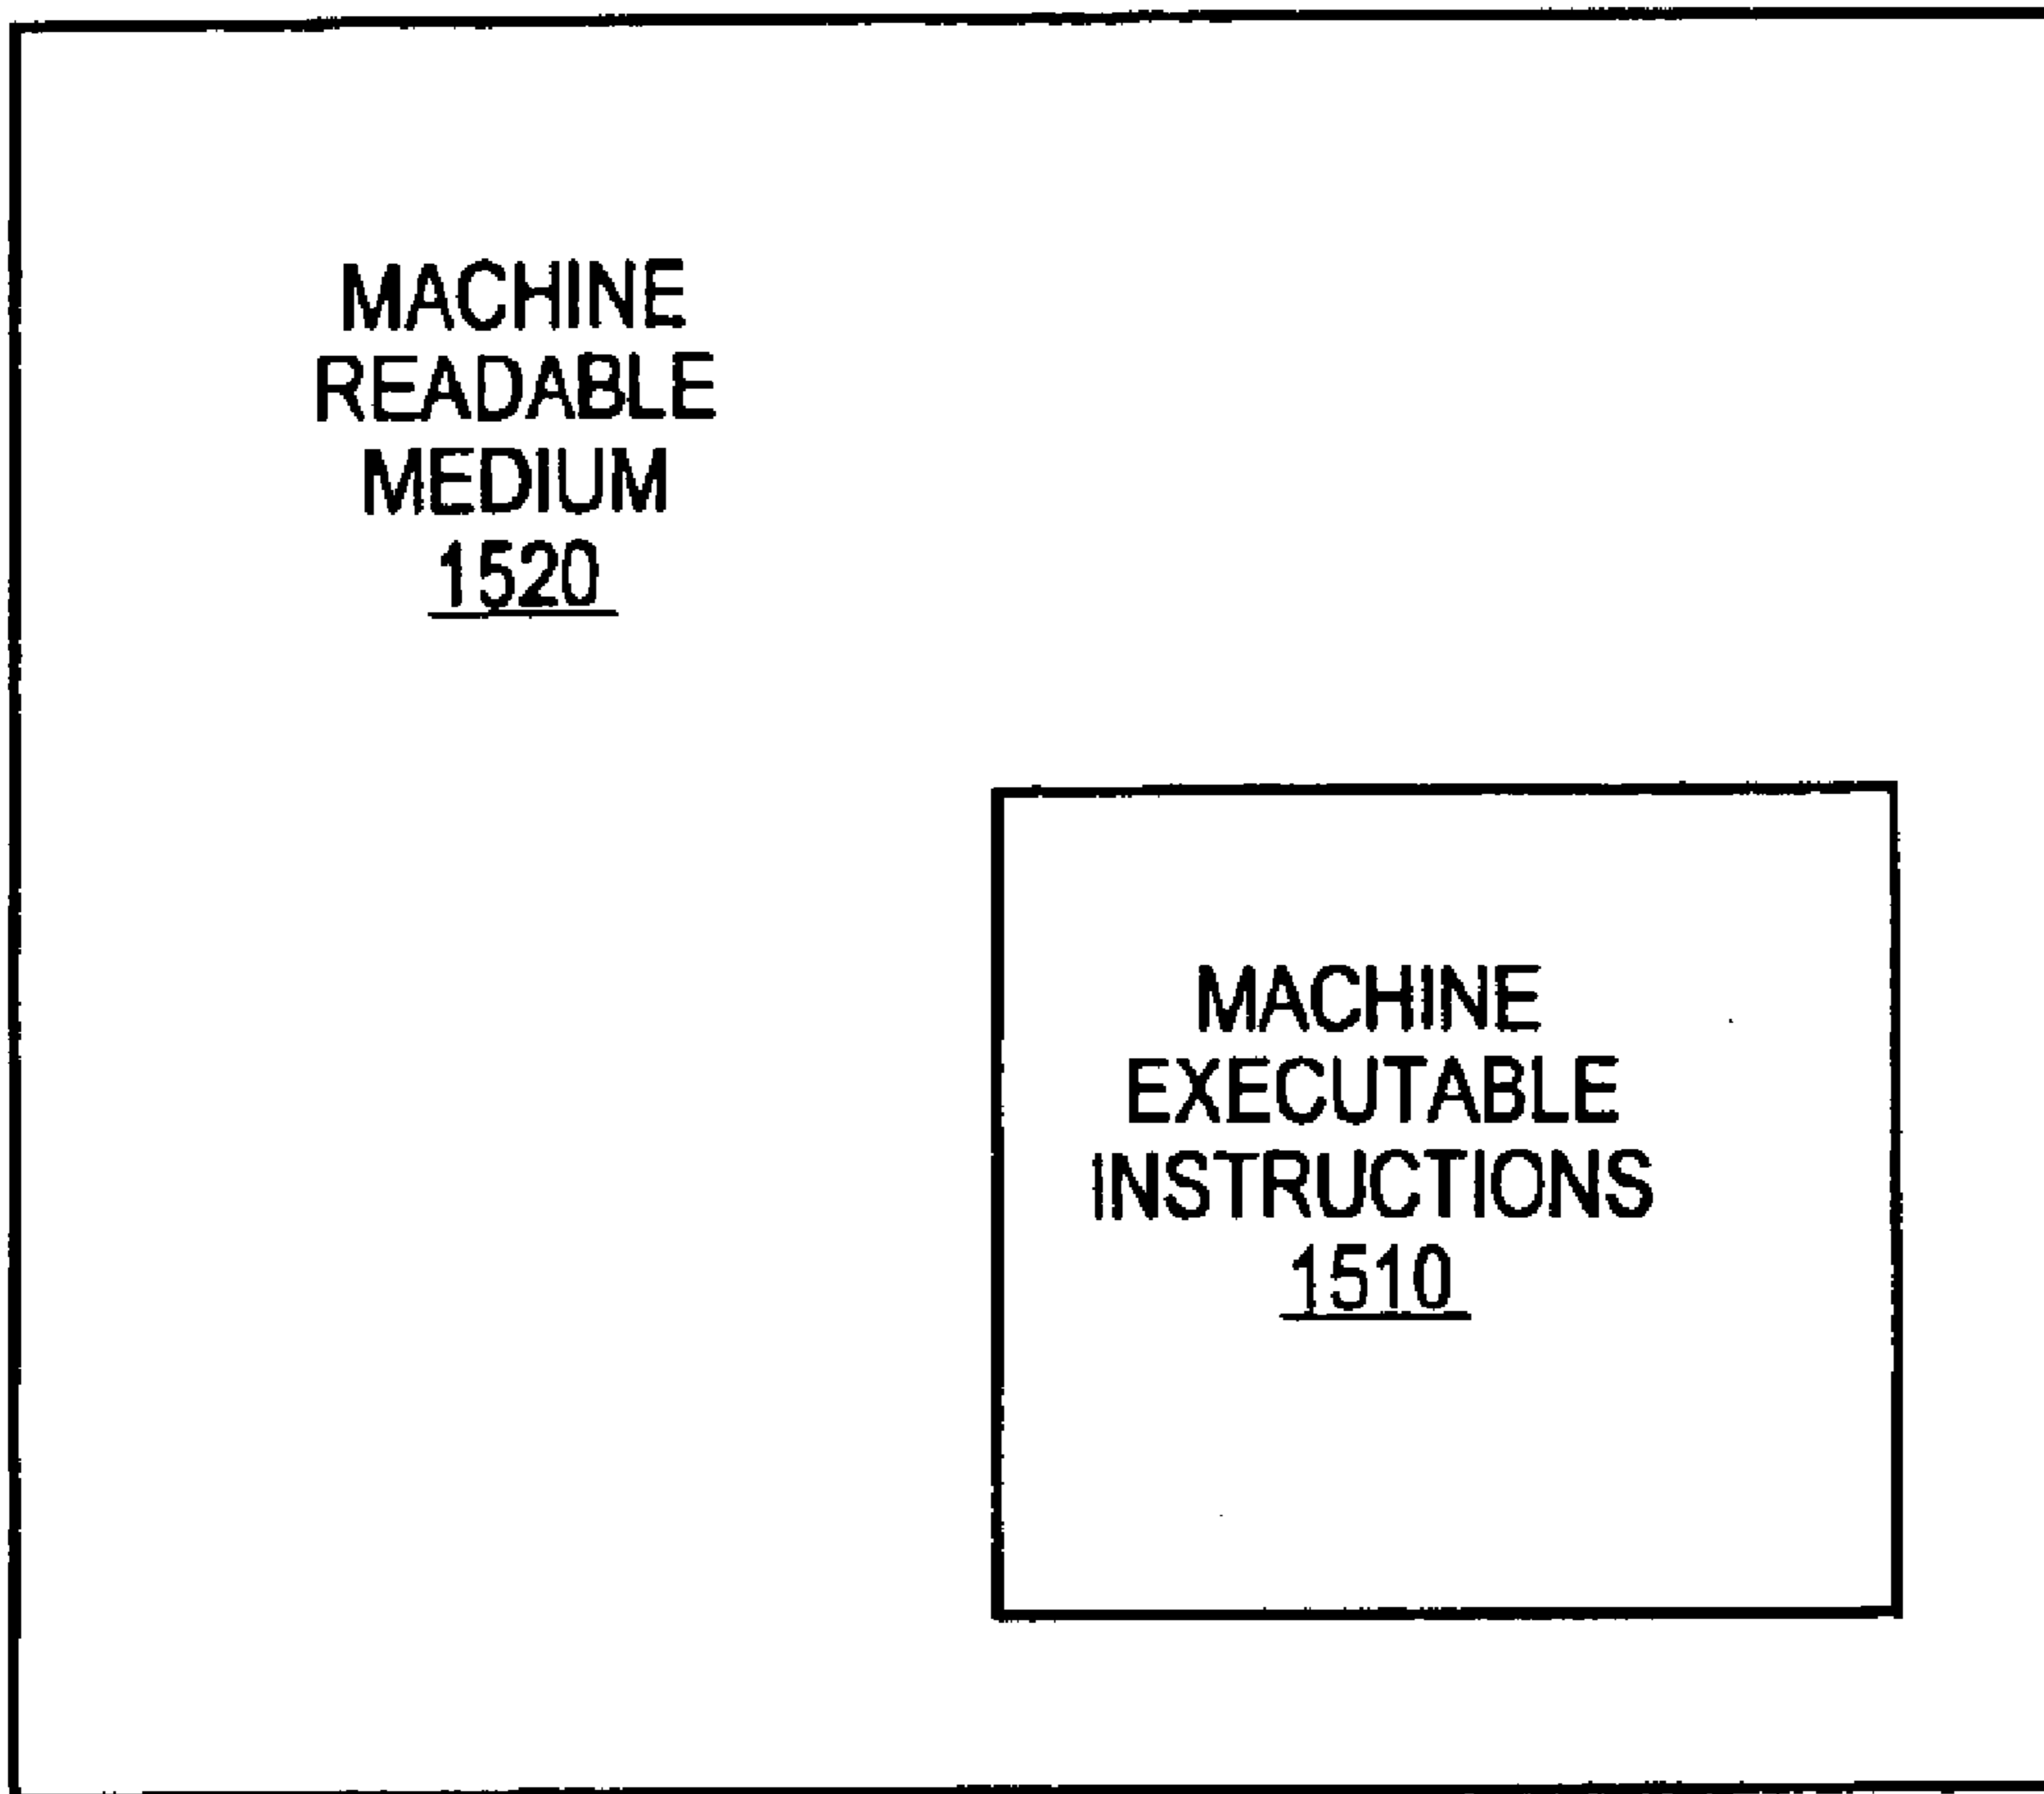 MACHINE
READABLE
MEDIUM
1520
MACHINE
EXECUTABLE
INSTRUCTIONS
1510